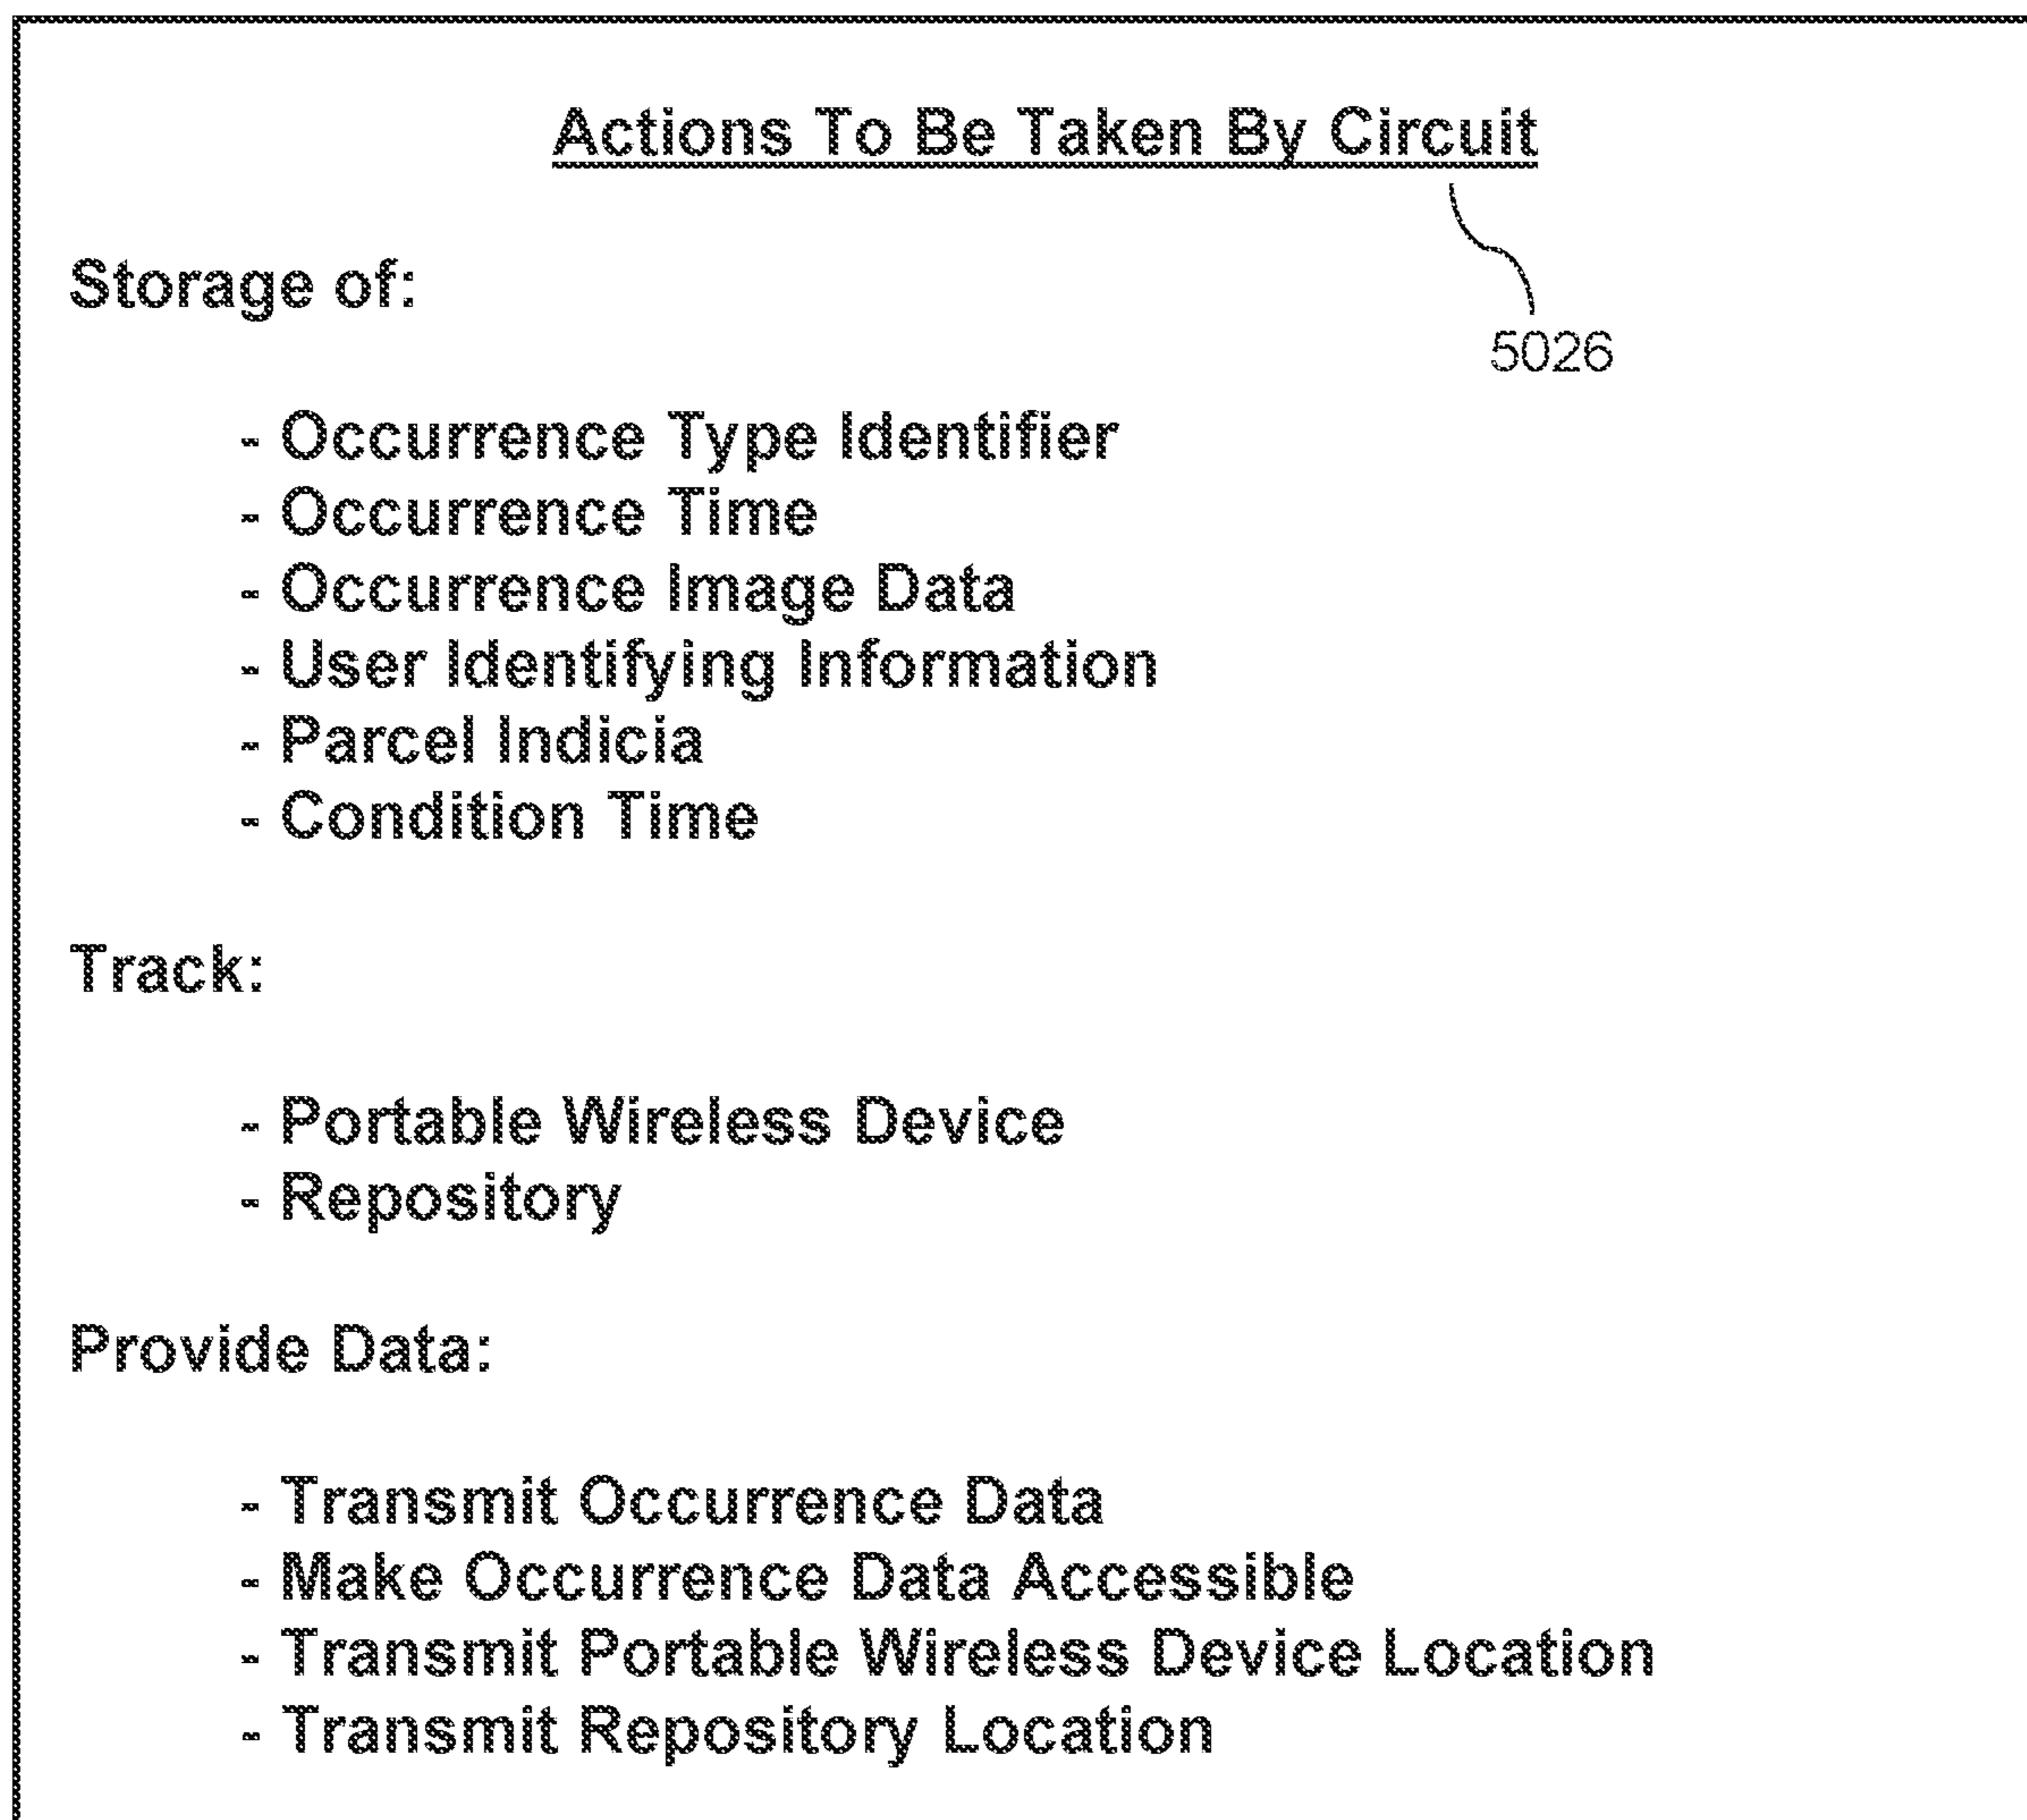 Actions To Be Taken By Circuit
Storage of:
5026
- Occurrence Type Identifier
- Occurrence Time
- Occurrence Image Data
- User Identifying Information
- Parcel Indicia
- Condition Time
Track:
- Portable Wireless Device
- Repository
Provide Data:
- Transmit Occurrence Data
- Make Occurrence Data Accessible
- Transmit Portable Wireless Device Location
- Transmit Repository Location